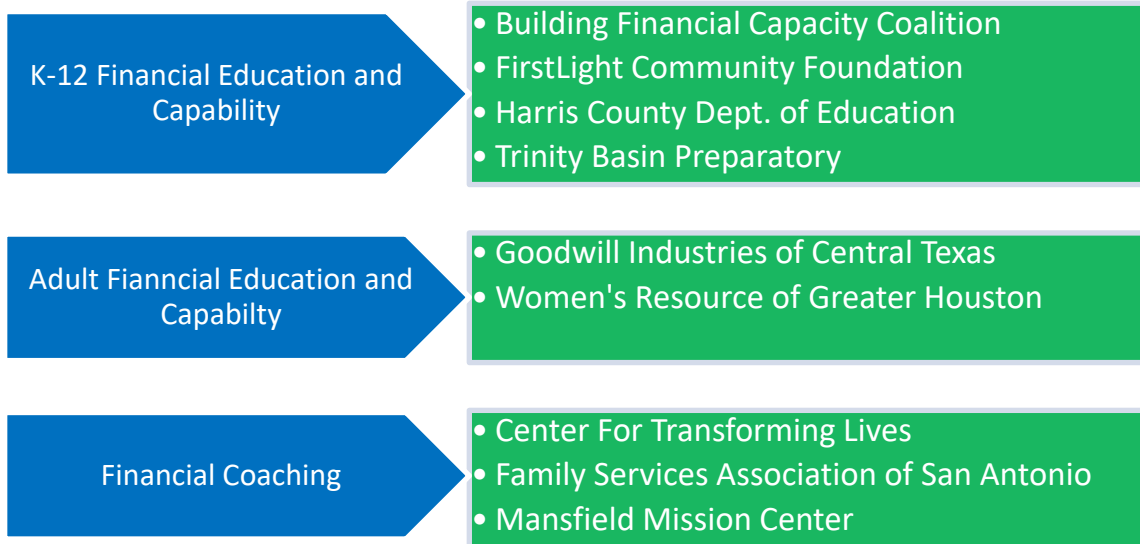 K-12 Financial Education and
Capability
• Building Financial Capacity Coalition
• FirstLight Community Foundation
• Harris County Dept. of Education
• Trinity Basin Preparatory
Adult Fianncial Education and
Capabilty
• Goodwill Industries of Central Texas
• Women's Resource of Greater Houston
Financial Coaching
• Center For Transforming Lives
• Family Services Association of San Antonio
• Mansfield Mission Center